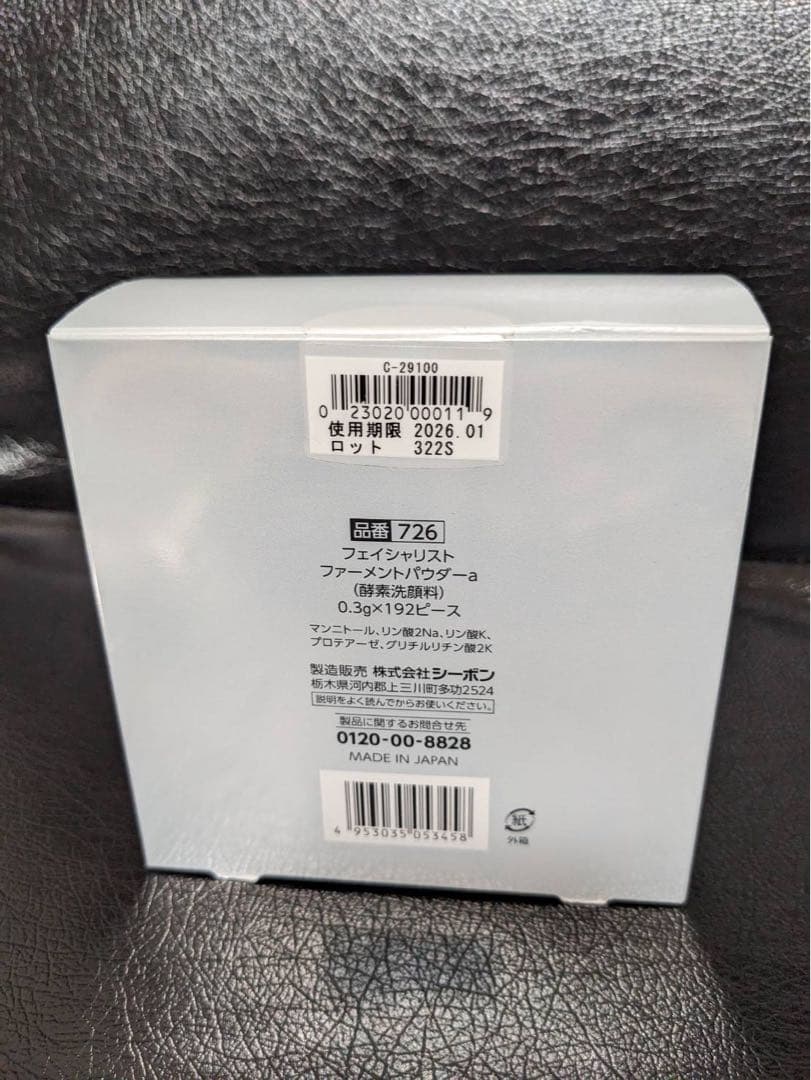 C-29100
0 23020 00011 9
使用期限 2026.01
ロット 322S
品番 726
フェイシャリスト
ファーメントパウダーa
(酵素洗顔料)
0.3g×192ピース
マンニトール、リン酸2Na、リン酸K、
プロテアーゼ、グリチルリチン酸2K
製造販売 株式会社シーボン
栃木県河内郡上三川町多功2524
説明をよく読んでからお使いください。
製品に関するお問合せ先
0120-00-8828
MADE IN JAPAN
4 953035 053458
紙
外箱